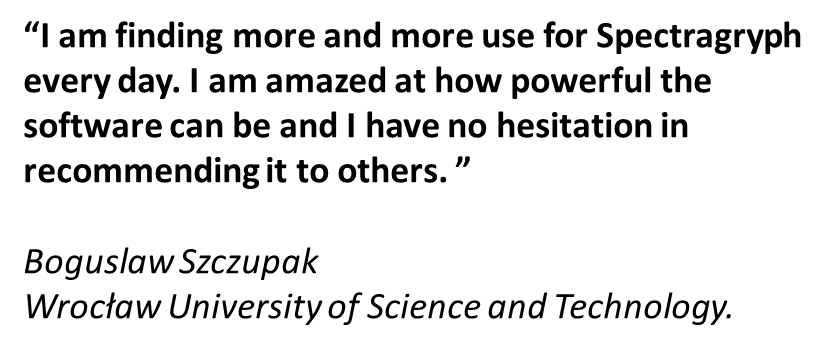 “I am finding more and more use for Spectragryph
every day. I am amazed at how powerful the
software can be and I have no hesitation in
recommending it to others. ”
Boguslaw Szczupak
Wrocław University of Science and Technology.